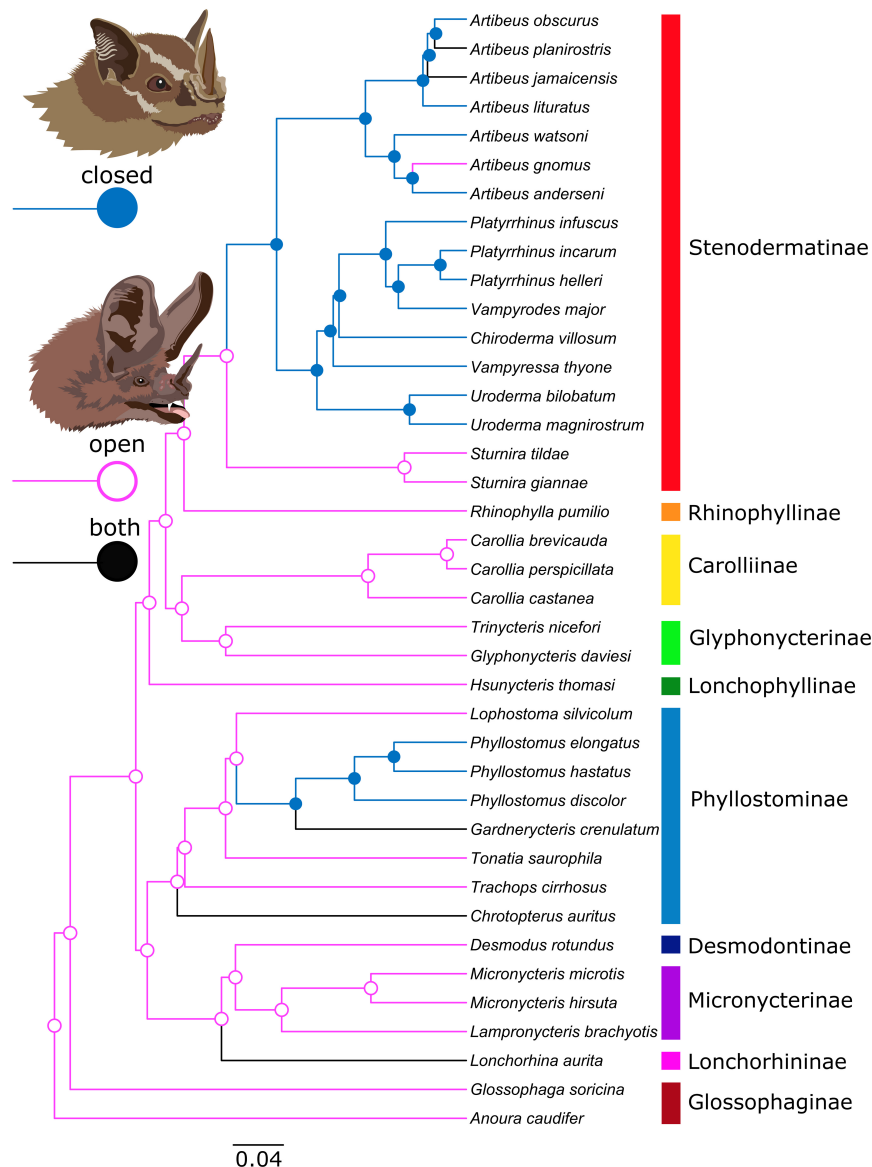 closed
open
both
Artibeus obscurus
Artibeus planirostris
Artibeus jamaicensis
Artibeus lituratus
Artibeus watsoni
Artibeus gnomus
Artibeus anderseni
Platyrrhinus infuscus
Platyrrhinus incarum
Platyrrhinus helleri
Vampyrodes major
Chiroderma villosum
Vampyressa thyone
Uroderma bilobatum
Uroderma magnirostrum
Sturnira tildae
Sturnira giannae
Rhinophylla pumilio
Carollia brevicauda
Carollia perspicillata
Carollia castanea
Trinycteris nicefori
Glyphonycteris daviesi
Hsunycteris thomasi
Lophostoma silvicolum
Phyllostomus elongatus
Phyllostomus hastatus
Phyllostomus discolor
Gardnerycteris crenulatum
Tonatia saurophila
Trachops cirrhosus
Chrotopterus auritus
Desmodus rotundus
Micronycteris microtis
Micronycteris hirsuta
Lampronycteris brachyotis
Lonchorhina aurita
Glossophaga soricina
Anoura caudifer
Stenodermatinae
Rhinophyllinae
Carolliinae
Glyphonycterinae
Lonchophyllinae
Phyllostominae
Desmodontinae
Micronycterinae
Lonchorhininae
Glossophaginae
0.04